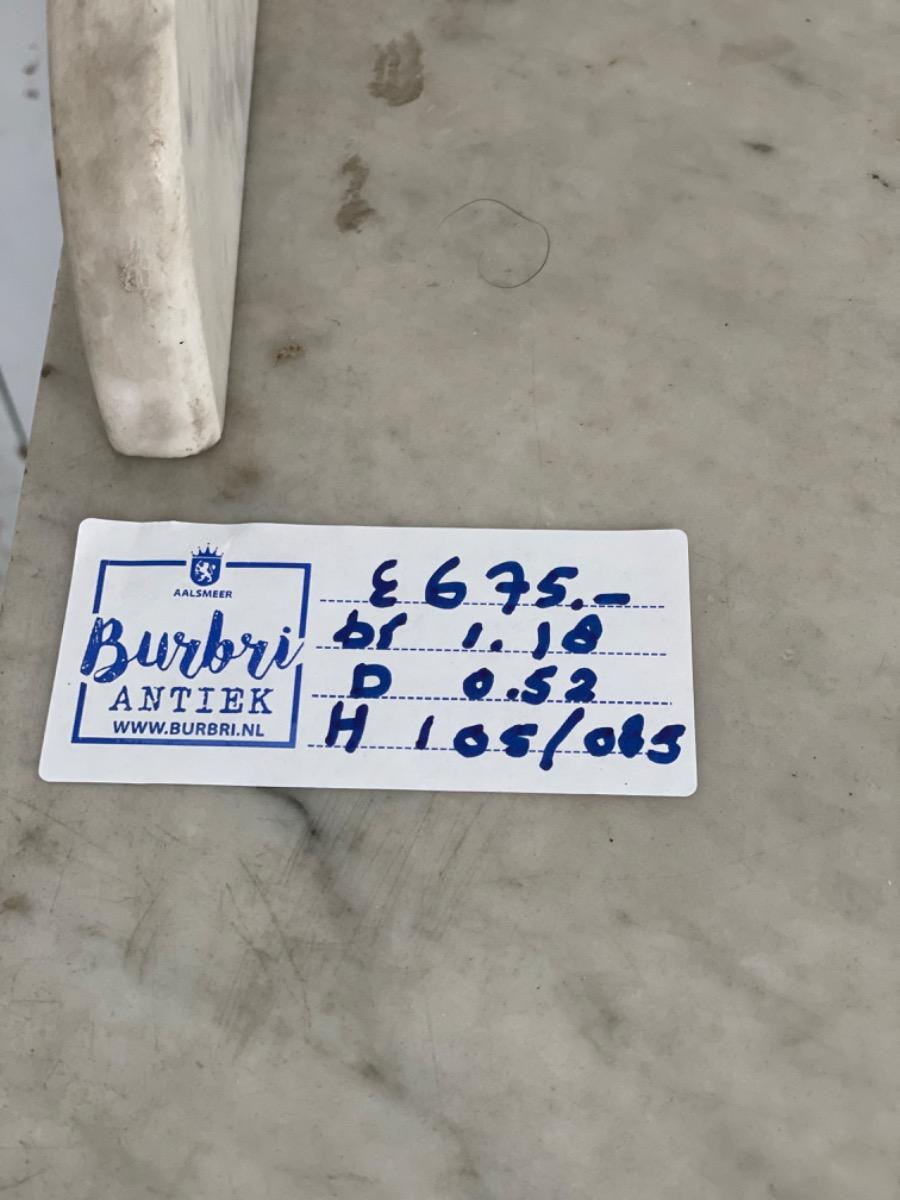 AALSMEER
Burbri
ANTIEK
WWW.BURBRI.NL
€ 675.-
br 1.18
D 0.52
H 105/085